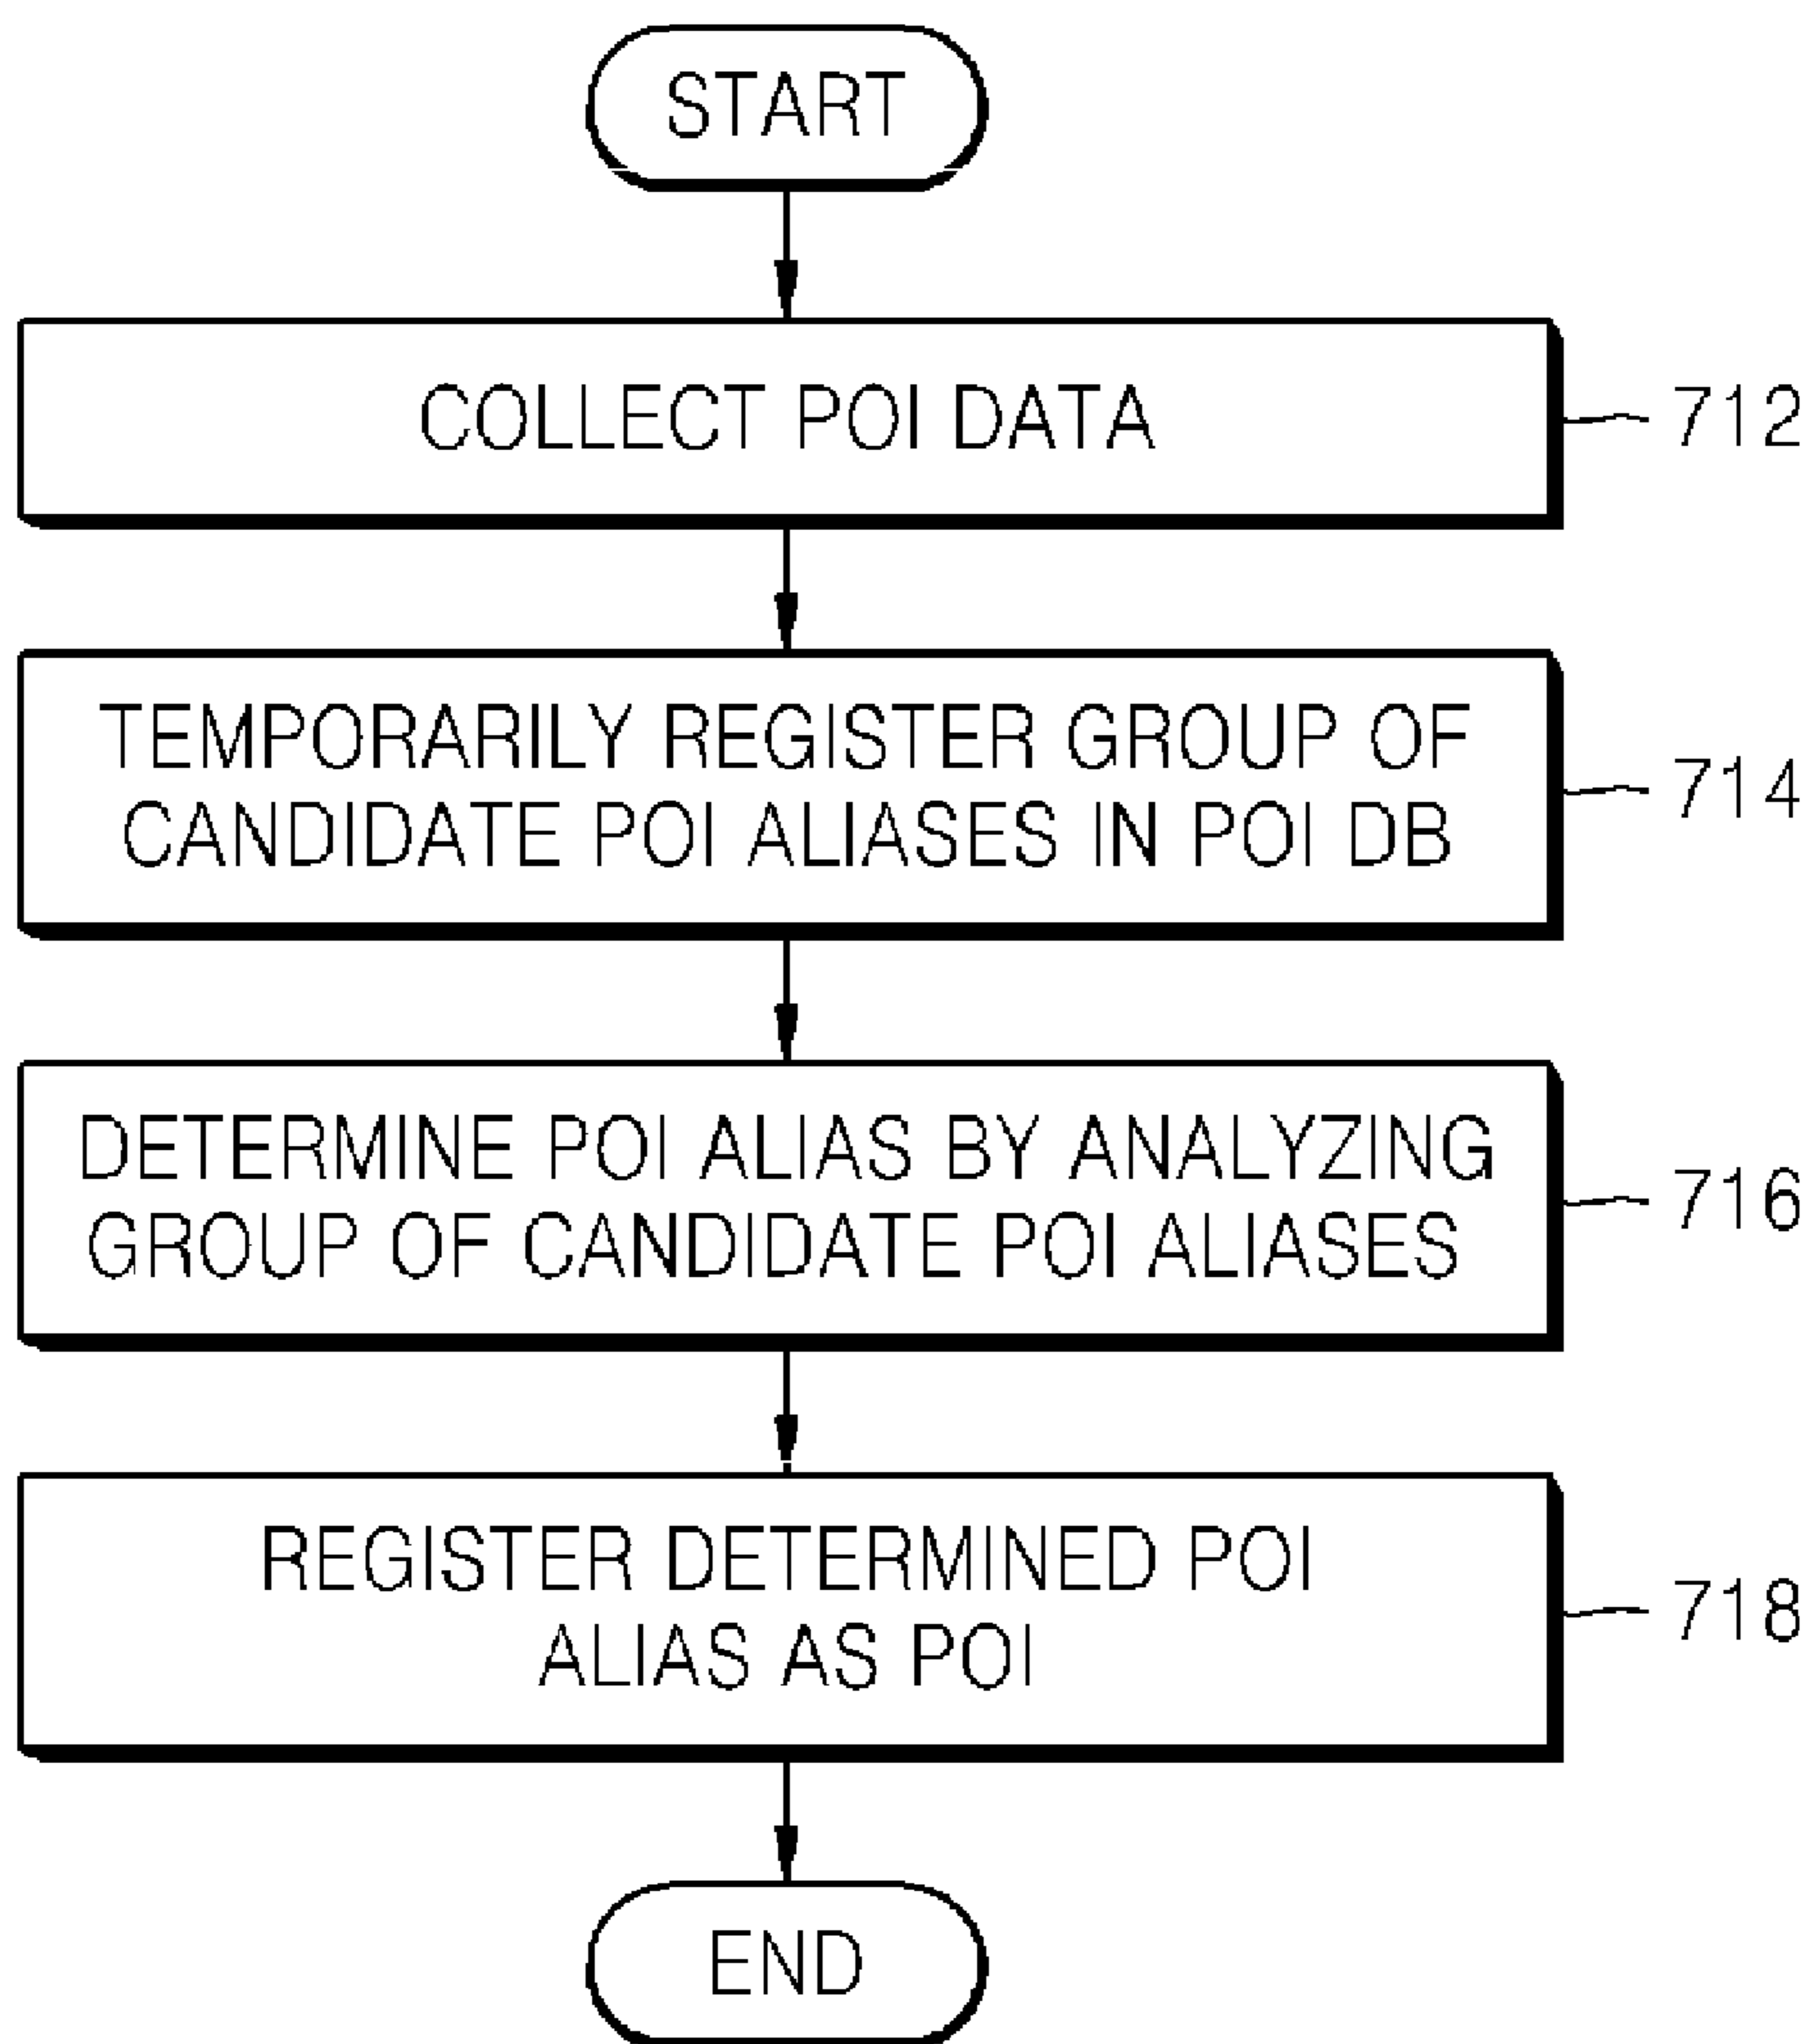 START
COLLECT POI DATA
712
TEMPORARILY REGISTER GROUP OF
CANDIDATE POI ALIASES IN POI DB
714
DETERMINE POI ALIAS BY ANALYZING
GROUP OF CANDIDATE POI ALIASES
716
REGISTER DETERMINED POI
ALIAS AS POI
718
END